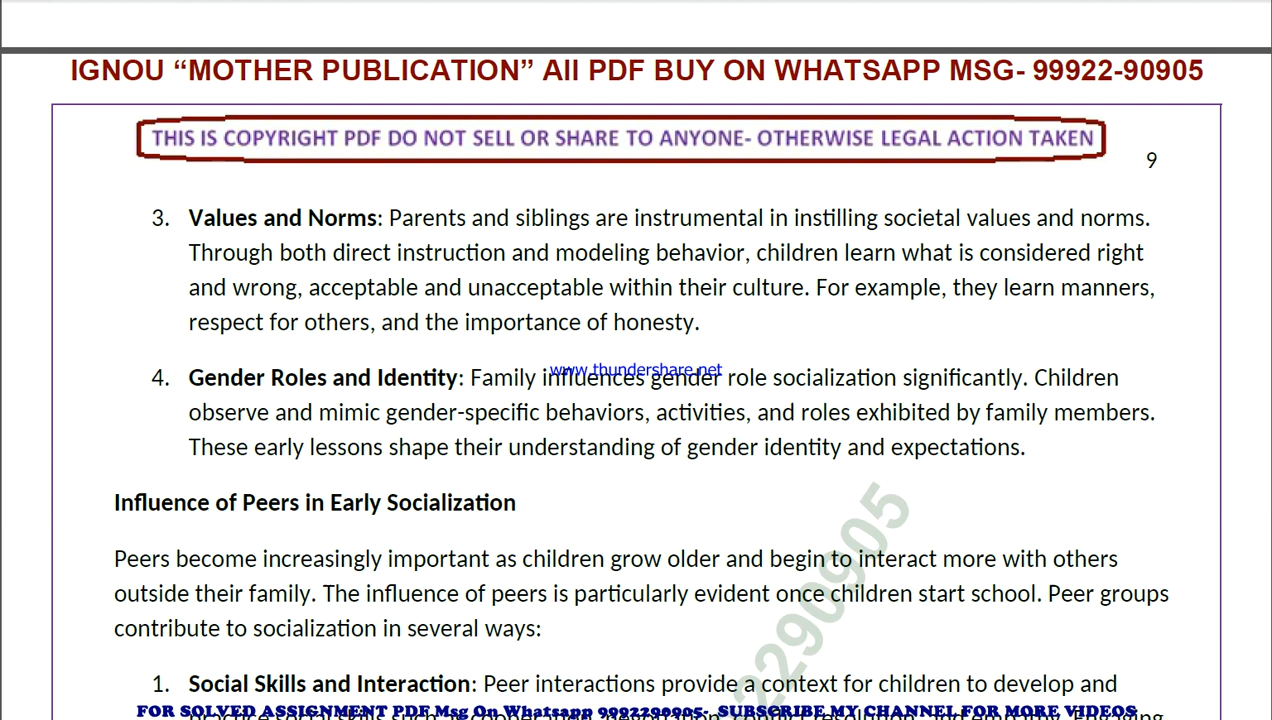 IGNOU “MOTHER PUBLICATION” All PDF BUY ON WHATSAPP MSG- 99922-90905
THIS IS COPYRIGHT PDF DO NOT SELL OR SHARE TO ANYONE- OTHERWISE LEGAL ACTION TAKEN
9
3. Values and Norms: Parents and siblings are instrumental in instilling societal values and norms.
Through both direct instruction and modeling behavior, children learn what is considered right
and wrong, acceptable and unacceptable within their culture. For example, they learn manners,
respect for others, and the importance of honesty.
www.thundershare.net
4. Gender Roles and Identity: Family influences gender role socialization significantly. Children
observe and mimic gender-specific behaviors, activities, and roles exhibited by family members.
These early lessons shape their understanding of gender identity and expectations.
Influence of Peers in Early Socialization
Peers become increasingly important as children grow older and begin to interact more with others
outside their family. The influence of peers is particularly evident once children start school. Peer groups
contribute to socialization in several ways:
2290905
1. Social Skills and Interaction: Peer interactions provide a context for children to develop and
FOR SOLVED ASSIGNMENT PDF Msg On Whatsapp 9992290905- SUBSCRIBE MY CHANNEL FOR MORE VIDEOS